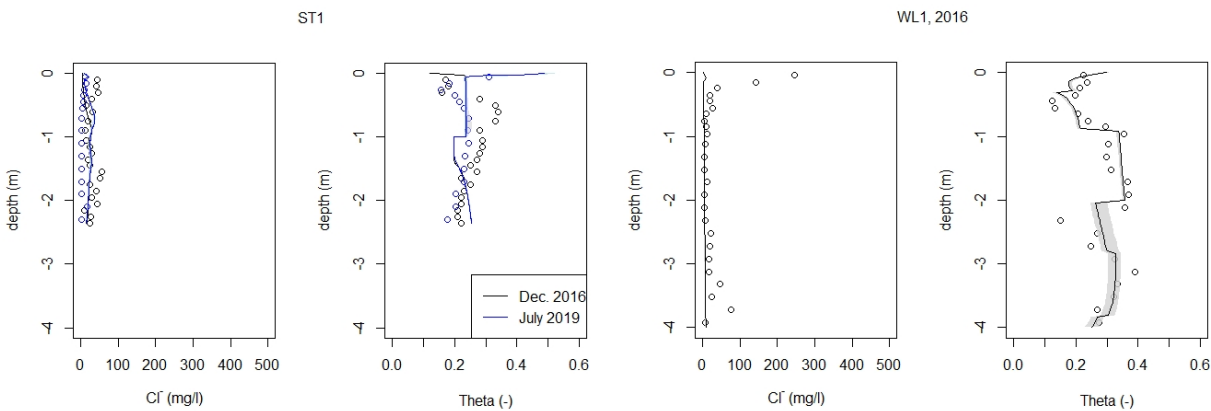 ST1
WL1, 2016
depth (m)
0
-1
-2
-3
-4
0 100 200 300 400 500
Cl- (mg/l)
depth (m)
0
-1
-2
-3
-4
0.0 0.2 0.4 0.6
Theta (-)
Dec. 2016
July 2019
depth (m)
0
-1
-2
-3
-4
0 100 200 300 400 500
Cl- (mg/l)
depth (m)
0
-1
-2
-3
-4
0.0 0.2 0.4 0.6
Theta (-)